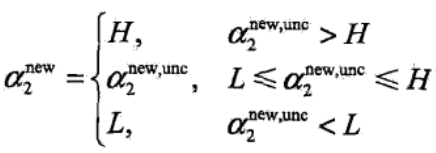 H, α₂^{new,unc} > H
α₂^{new} = { α₂^{new,unc}, L ⩽ α₂^{new,unc} ⩽ H
L, α₂^{new,unc} < L